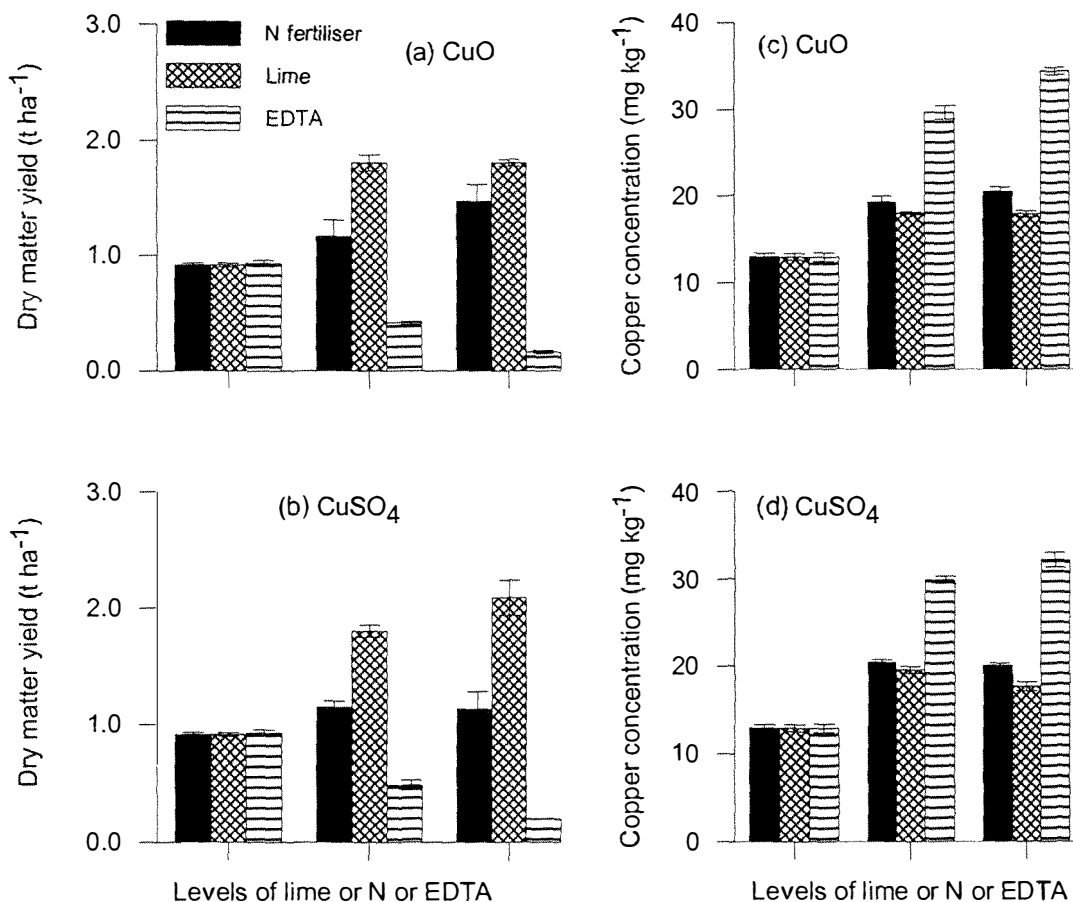 Dry matter yield (t ha⁻¹)
3.0
2.0
1.0
0.0
N fertiliser
Lime
EDTA
(a) CuO
Copper concentration (mg kg⁻¹)
40
30
20
10
0
(c) CuO
Dry matter yield (t ha⁻¹)
3.0
2.0
1.0
0.0
(b) CuSO₄
Levels of lime or N or EDTA
Copper concentration (mg kg⁻¹)
40
30
20
10
0
(d) CuSO₄
Levels of lime or N or EDTA